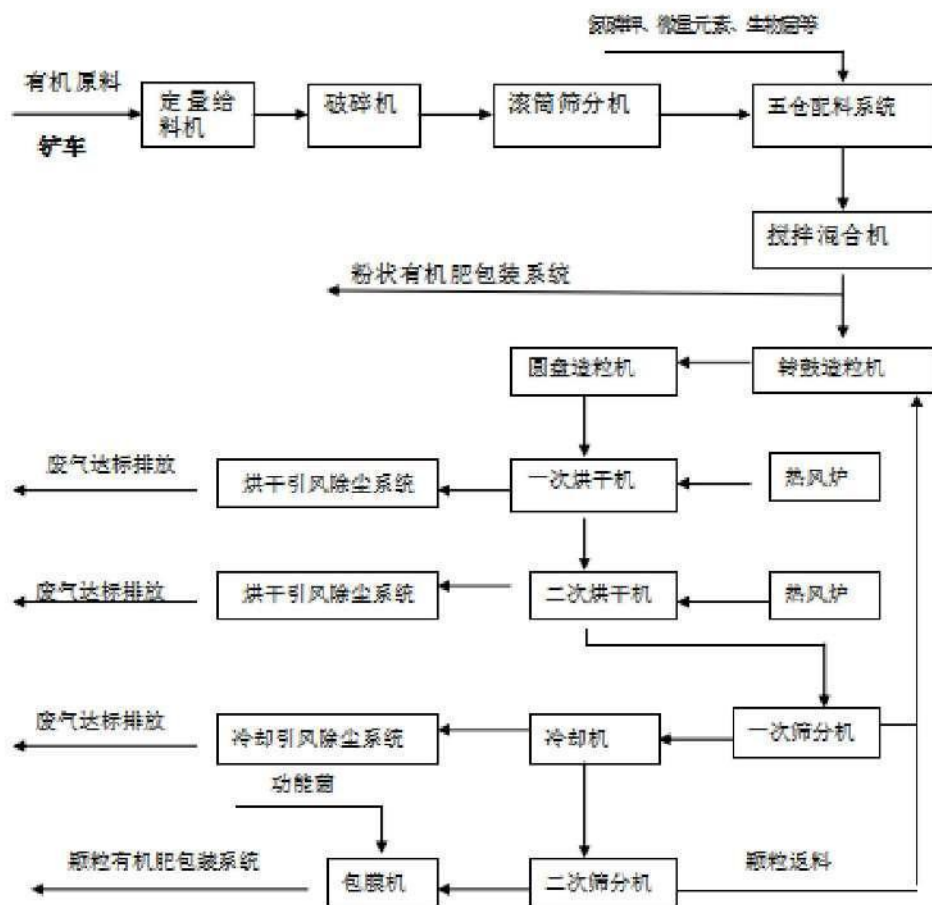 氮磷钾、微量元素、生物菌等
有机原料
铲车
定量给
料机
破碎机
滚筒筛分机
五仓配料系统
搅拌混合机
粉状有机肥包装系统
圆盘造粒机
转鼓造粒机
废气达标排放
烘干引风除尘系统
一次烘干机
热风炉
废气达标排放
烘干引风除尘系统
二次烘干机
热风炉
废气达标排放
冷却引风除尘系统
冷却机
一次筛分机
功能菌
颗粒有机肥包装系统
包膜机
二次筛分机
颗粒返料